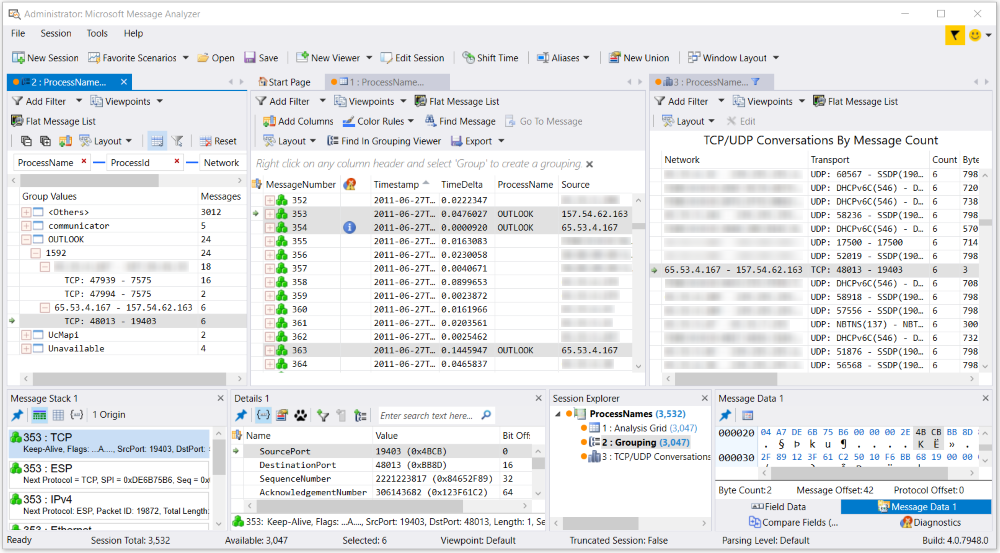 Administrator: Microsoft Message Analyzer
File Session Tools Help
New Session Favorite Scenarios Open Save New Viewer Edit Session Shift Time Aliases New Union Window Layout
2 : ProcessName...
Add Filter Viewpoints
Flat Message List
Layout Reset
ProcessName ProcessId Network
Group Values Messages
<Others> 3012
communicator 5
OUTLOOK 24
1592 24
18
TCP: 47939 - 7575 16
TCP: 47994 - 7575 2
65.53.4.167 - 157.54.62.163 6
TCP: 48013 - 19403 6
UcMapi 2
Unavailable 4
Start Page 1 : ProcessName...
Add Filter Viewpoints Flat Message List
Add Columns Color Rules Find Message Go To Message
Layout Find In Grouping Viewer Export
Right click on any column header and select 'Group' to create a grouping.
MessageNumber Timestamp TimeDelta ProcessName Source
352 2011-06-27T... 0.0222347
353 2011-06-27T... 0.0476027 OUTLOOK 157.54.62.163
354 2011-06-27T... 0.0000920 OUTLOOK 65.53.4.167
355 2011-06-27T... 0.0163083
356 2011-06-27T... 0.0230058
357 2011-06-27T... 0.0040671
358 2011-06-27T... 0.0899653
359 2011-06-27T... 0.0023872
360 2011-06-27T... 0.0161966
361 2011-06-27T... 0.0203561
362 2011-06-27T... 0.0025462
363 2011-06-27T... 0.1445947 OUTLOOK 65.53.4.167
364 2011-06-27T... 0.0465837
3 : ProcessName...
Add Filter Viewpoints Flat Message List
Layout Edit
TCP/UDP Conversations By Message Count
Network Transport Count Byte
UDP: 60567 - SSDP(190... 6 798
UDP: DHCPv6C(546) - D... 6 720
UDP: DHCPv6C(546) - D... 6 738
UDP: 58236 - SSDP(190... 6 798
UDP: DHCPv6C(546) - D... 6 570
UDP: 17500 - 17500 6 714
UDP: 52019 - SSDP(190... 6 798
65.53.4.167 - 157.54.62.163 TCP: 48013 - 19403 6 3
UDP: DHCPv6C(546) - D... 6 708
UDP: 58918 - SSDP(190... 6 798
UDP: 57556 - SSDP(190... 6 798
UDP: NBTNS(137) - NBT... 6 300
UDP: DHCPv6C(546) - D... 6 732
UDP: 51876 - SSDP(190... 6 798
UDP: 56568 - SSDP(190... 6 798
Message Stack 1
1 Origin
353 : TCP
Keep-Alive, Flags: ...A...., SrcPort: 19403, DstPort:
353 : ESP
Next Protocol = TCP, SPI = 0xDE6B75B6, Seq = 0x
353 : IPv4
Next Protocol: ESP, Packet ID: 19872, Total Length:
353 : Ethernet
Details 1
Enter search text here...
Name Value Bit Offs
SourcePort 19403 (0x4BCB) 0
DestinationPort 48013 (0xBB8D) 16
SequenceNumber 2221223817 (0x84652F89) 32
AcknowledgementNumber 306143682 (0x123F61C2) 64
353: Keep-Alive, Flags: ...A...., SrcPort: 19403, DstPort: 48013, Length: 1, Se
Session Explorer
ProcessNames (3,532)
1 : Analysis Grid (3,047)
2 : Grouping (3,047)
3 : TCP/UDP Conversations
Message Data 1
000020 04 A7 DE 6B 75 B6 00 00 00 2E 4B CB BB 8D 8
. § Þ k u ¶ . . . . K Ë » .
000030 2F 89 12 3F 61 C2 50 10 F6 BB 68 19 00 00 0
Byte Count:2 Message Offset:42 Protocol Offset:0
Field Data Message Data 1
Compare Fields (... Diagnostics
Ready Session Total: 3,532 Available: 3,047 Selected: 6 Viewpoint: Default Truncated Session: False Parsing Level: Default Build: 4.0.7948.0